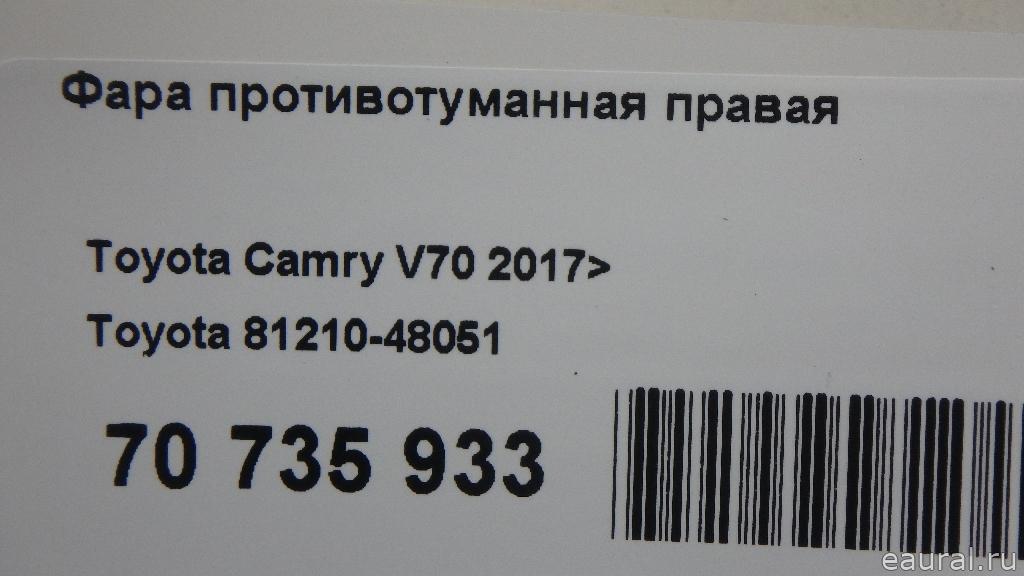 Фара противотуманная правая
Toyota Camry V70 2017>
Toyota 81210-48051
70 735 933
eaural.ru